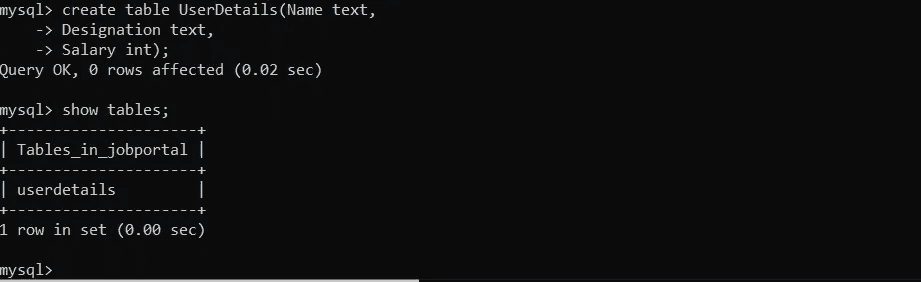 mysql> create table UserDetails(Name text,
    -> Designation text,
    -> Salary int);
Query OK, 0 rows affected (0.02 sec)

mysql> show tables;
+---------------------+
| Tables_in_jobportal |
+---------------------+
| userdetails         |
+---------------------+
1 row in set (0.00 sec)

mysql>